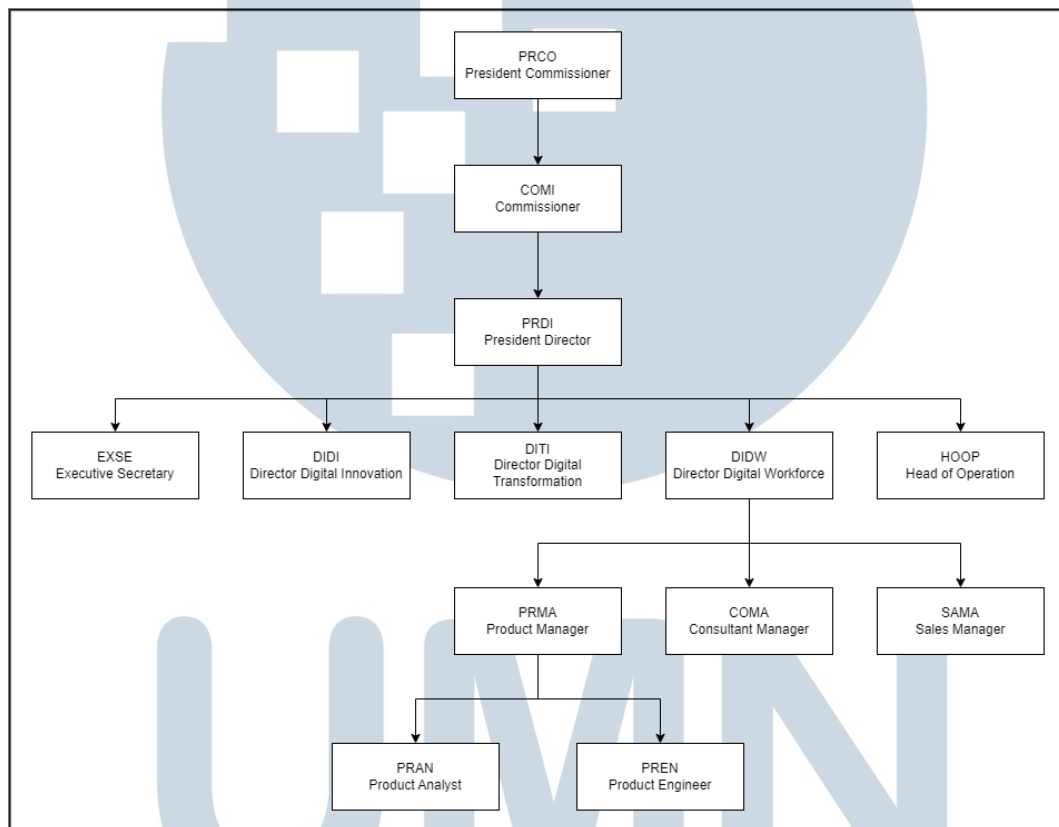 PRCO
President Commissioner
COMI
Commissioner
PRDI
President Director
EXSE
Executive Secretary
DIDI
Director Digital Innovation
DITI
Director Digital
Transformation
DIDW
Director Digital Workforce
HOOP
Head of Operation
PRMA
Product Manager
COMA
Consultant Manager
SAMA
Sales Manager
PRAN
Product Analyst
PREN
Product Engineer
UMN